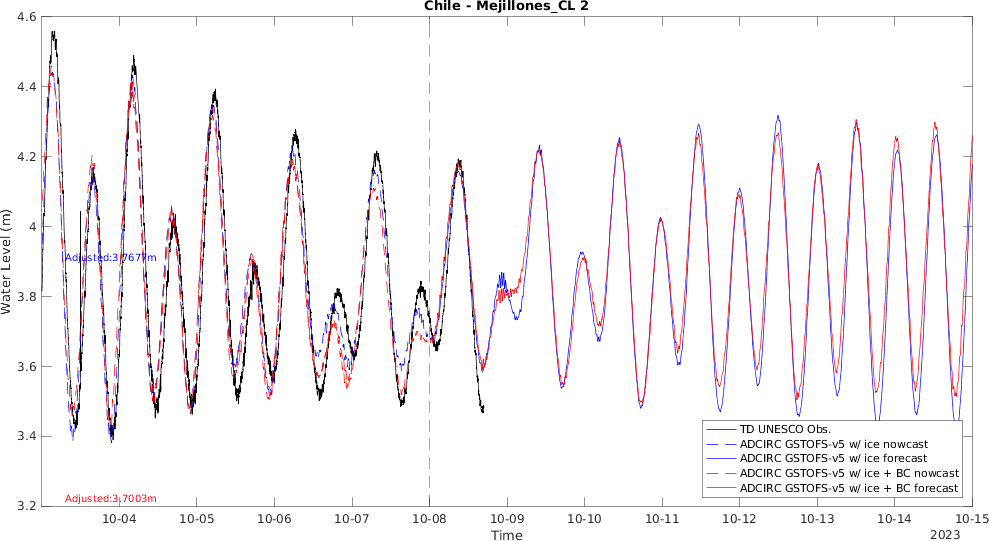 Chile - Mejillones_CL 2
4.6
4.4
4.2
4
3.8
3.6
3.4
3.2
Water Level (m)
Adjusted:3.7677m
Adjusted:3.7003m
TD UNESCO Obs.
ADCIRC GSTOFS-v5 w/ ice nowcast
ADCIRC GSTOFS-v5 w/ ice forecast
ADCIRC GSTOFS-v5 w/ ice + BC nowcast
ADCIRC GSTOFS-v5 w/ ice + BC forecast
10-04 10-05 10-06 10-07 10-08 10-09 10-10 10-11 10-12 10-13 10-14 10-15
Time
2023